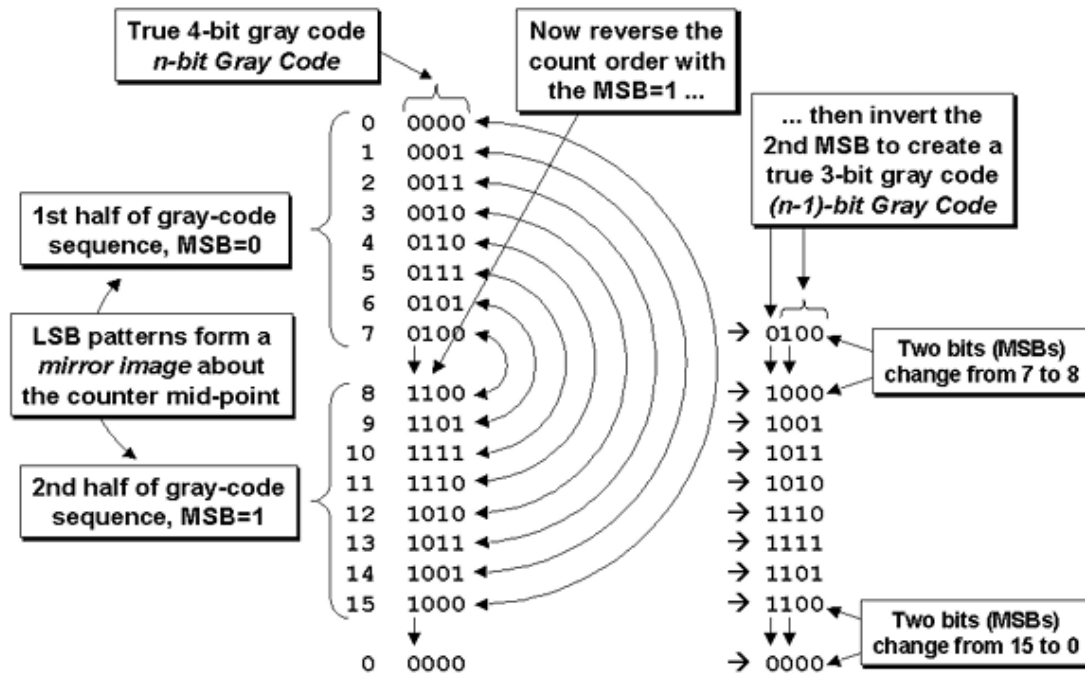 True 4-bit gray code
n-bit Gray Code
Now reverse the
count order with
the MSB=1 ...
... then invert the
2nd MSB to create a
true 3-bit gray code
(n-1)-bit Gray Code
1st half of gray-code
sequence, MSB=0
LSB patterns form a
mirror image about
the counter mid-point
2nd half of gray-code
sequence, MSB=1
0 0000
1 0001
2 0011
3 0010
4 0110
5 0111
6 0101
7 0100
8 1100
9 1101
10 1111
11 1110
12 1010
13 1011
14 1001
15 1000
0 0000
→ 0100
→ 1000
→ 1001
→ 1011
→ 1010
→ 1110
→ 1111
→ 1101
→ 1100
→ 0000
Two bits (MSBs)
change from 7 to 8
Two bits (MSBs)
change from 15 to 0